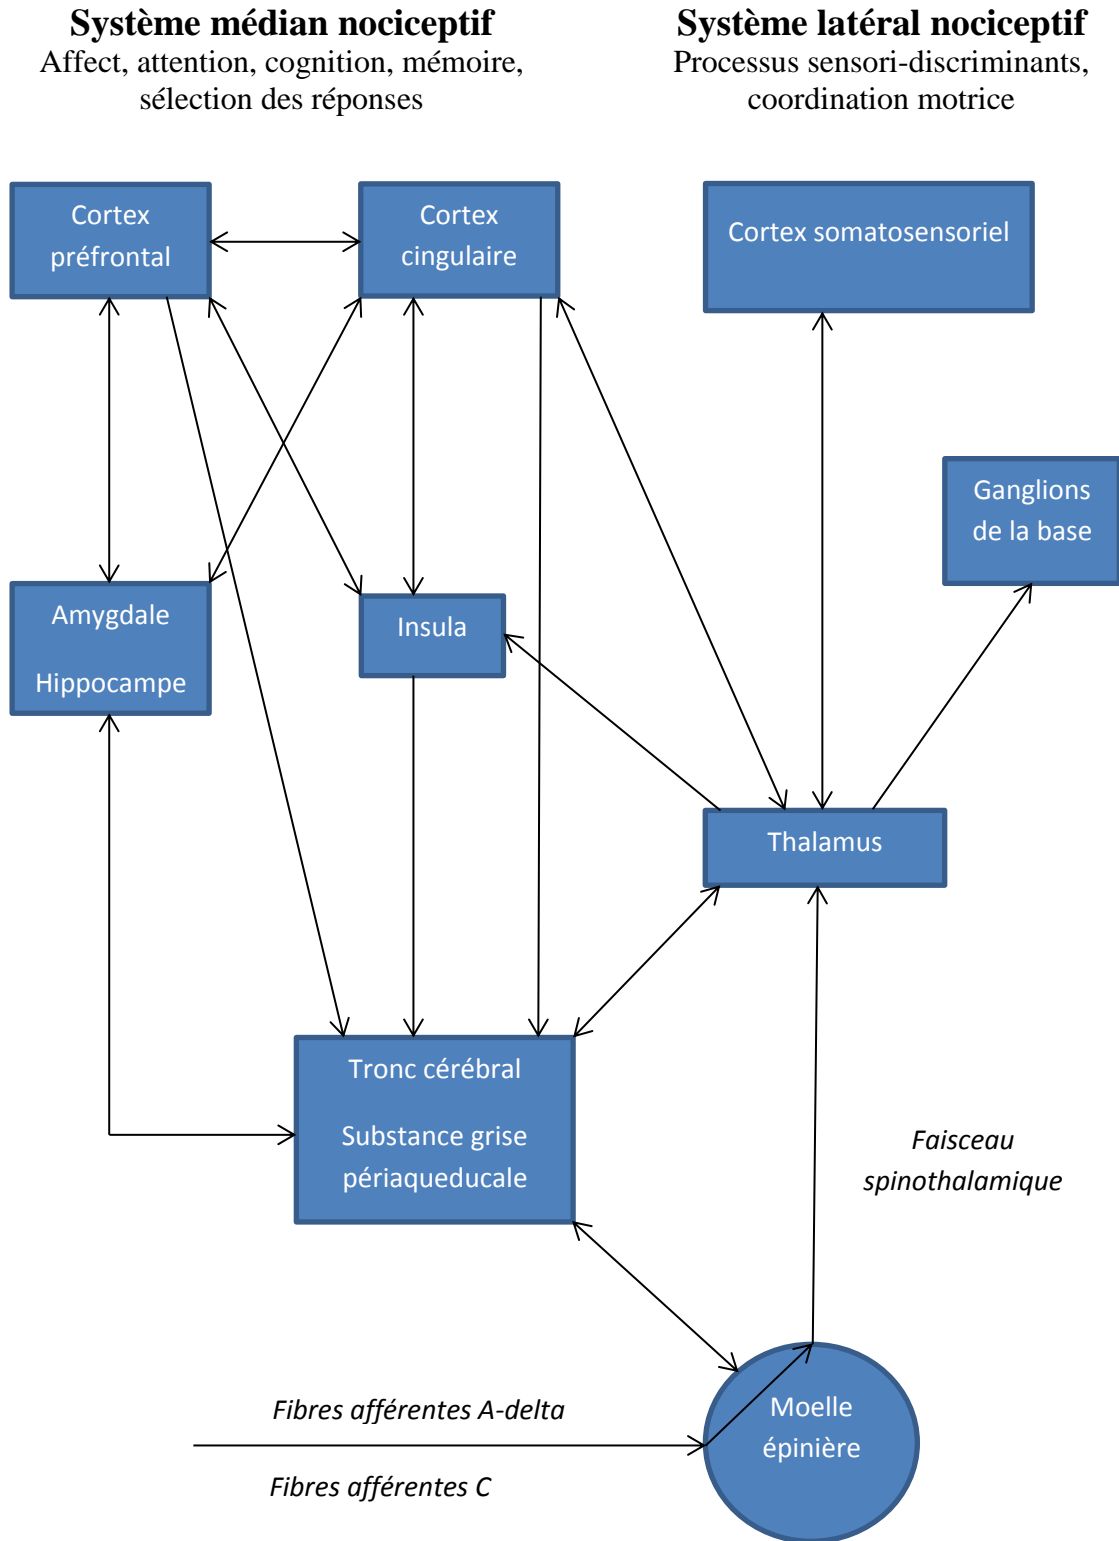 Système médian nociceptif
Affect, attention, cognition, mémoire,
sélection des réponses
Système latéral nociceptif
Processus sensori-discriminants,
coordination motrice
Cortex
préfrontal
Cortex
cingulaire
Cortex somatosensoriel
Ganglions
de la base
Amygdale
Hippocampe
Insula
Thalamus
Tronc cérébral
Substance grise
périaqueducale
Faisceau
spinothalamique
Fibres afférentes A-delta
Fibres afférentes C
Moelle
épinière